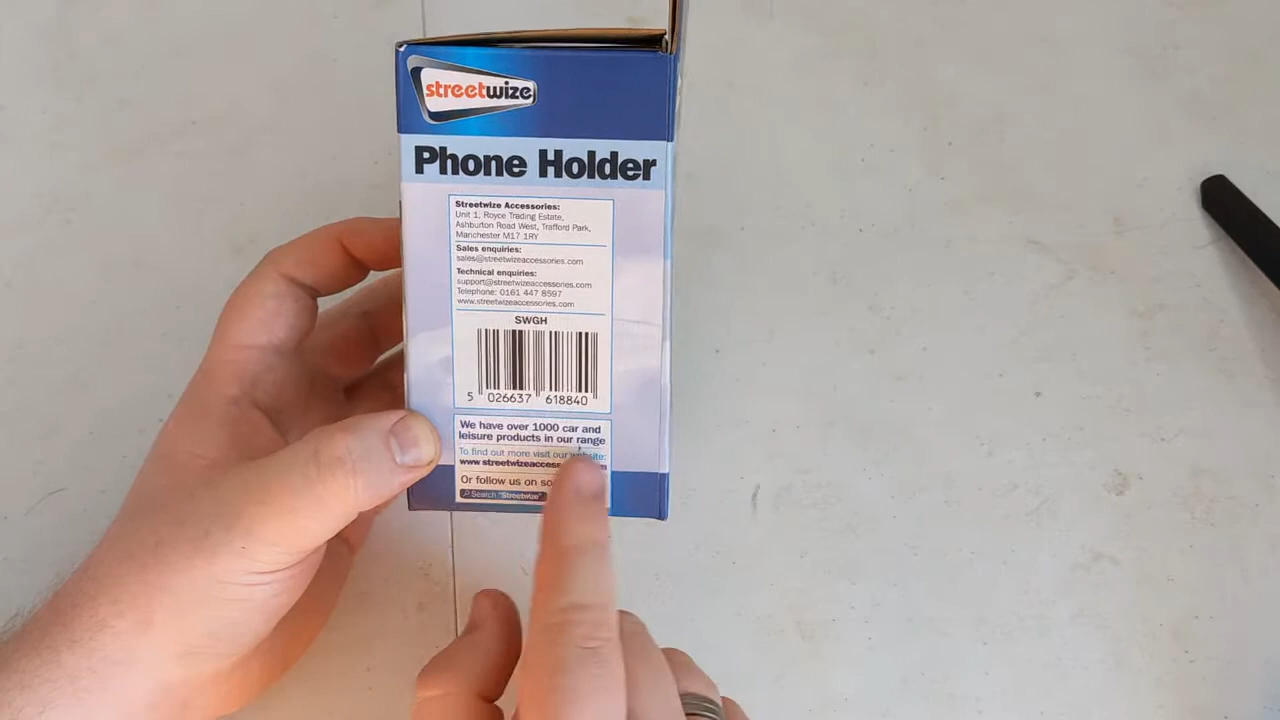 streetwize
Phone Holder
Streetwize Accessories:
Unit 1, Royce Trading Estate,
Ashburton Road West, Trafford Park,
Manchester M17 1RY
Sales enquiries:
sales@streetwizeaccessories.com
Technical enquiries:
support@streetwizeaccessories.com
Telephone: 0161 447 8597
www.streetwizeaccessories.com
SWGH
5 026637 618840
We have over 1000 car and
leisure products in our range
To find out more visit our website:
Or follow us on
Search "Streetwize"